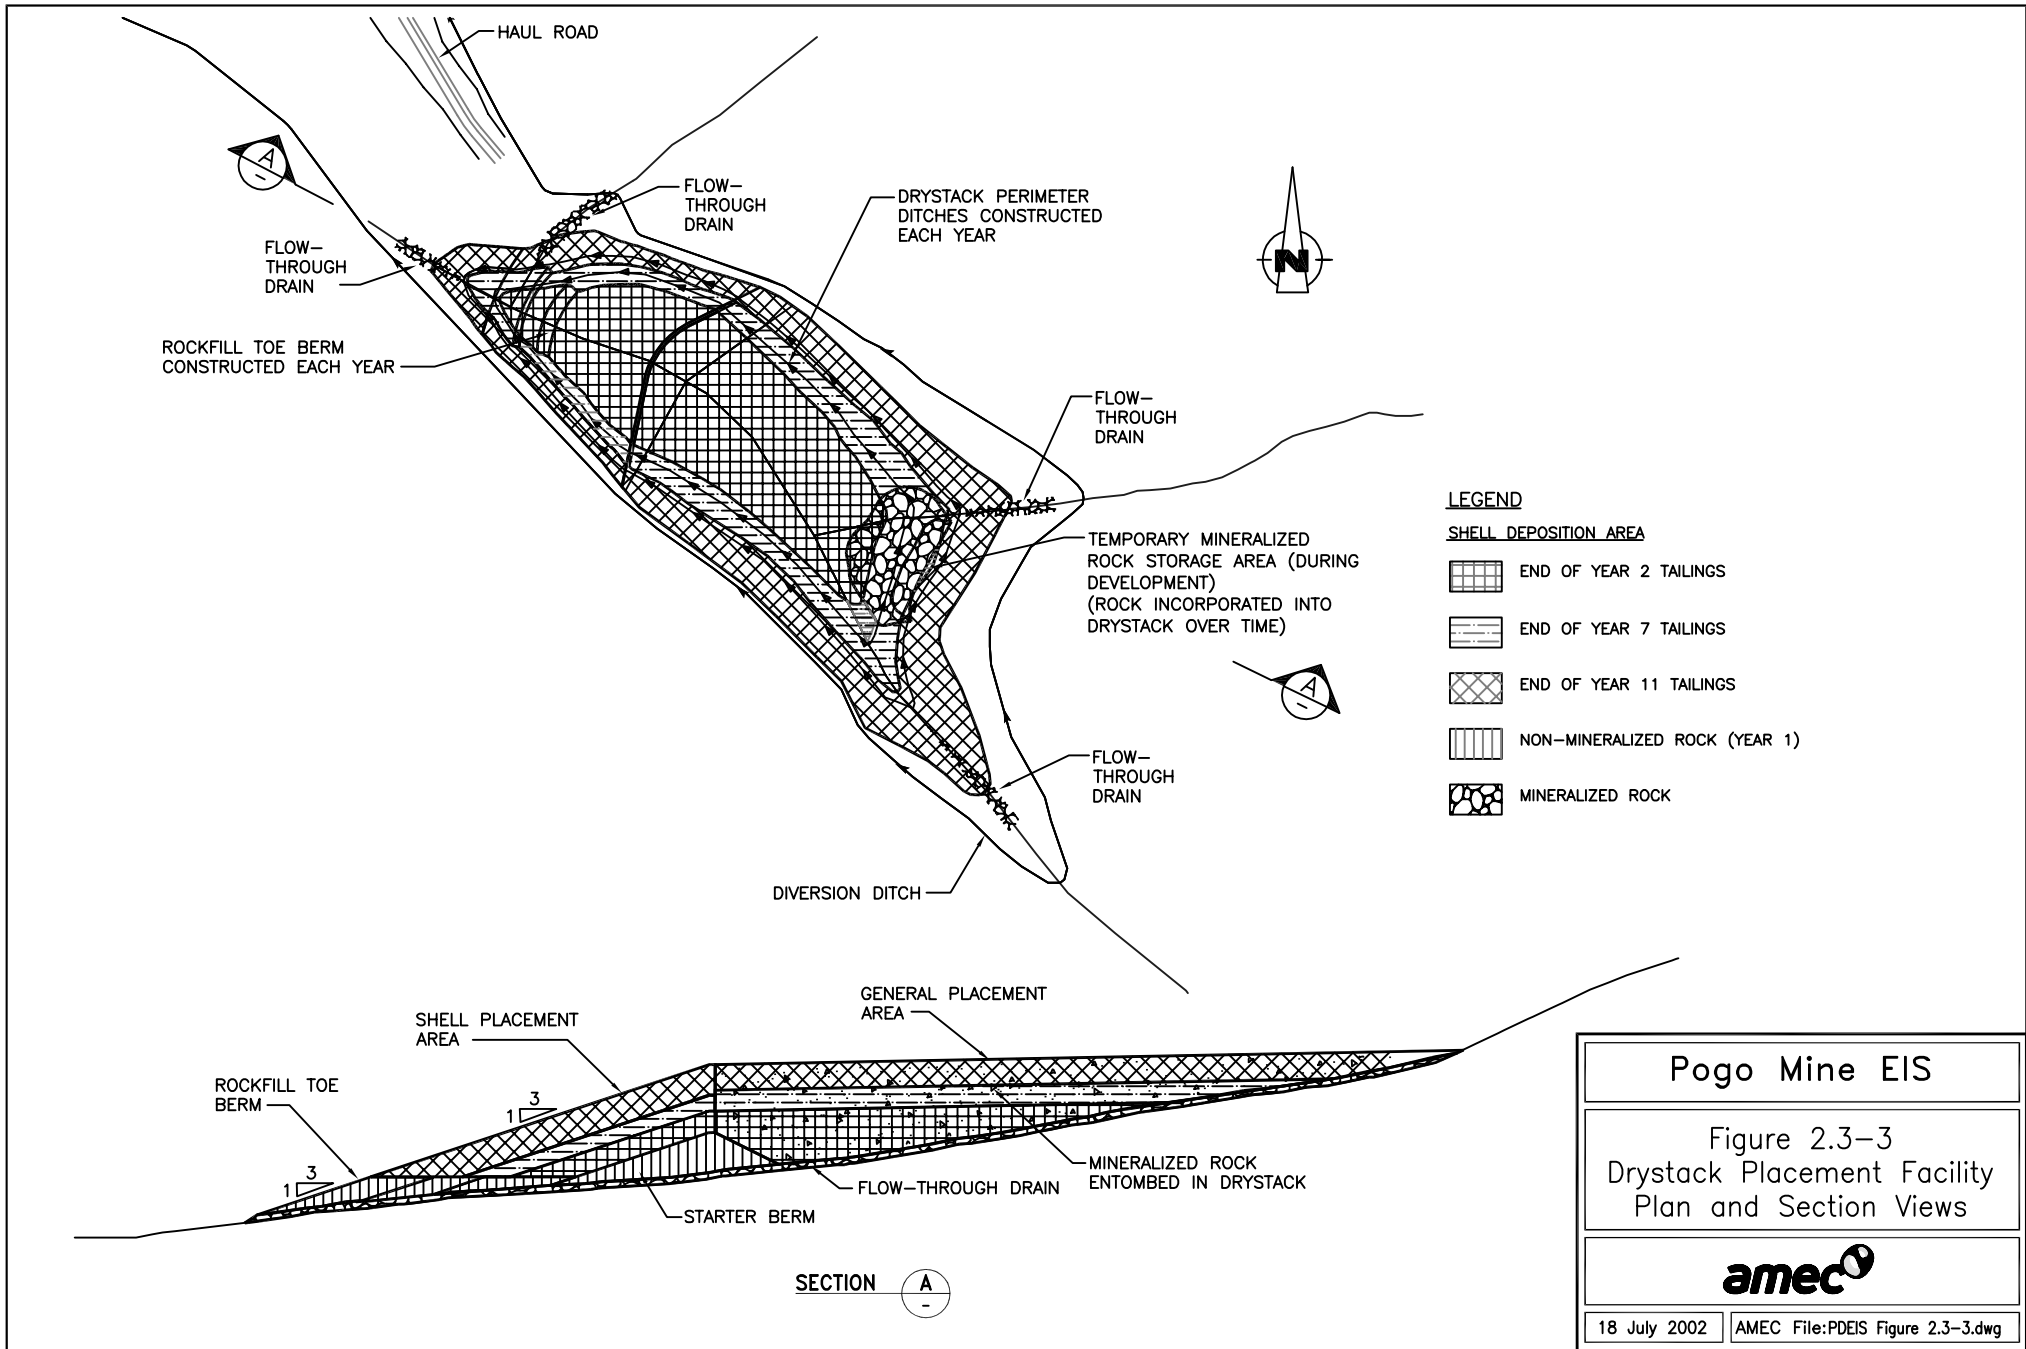 HAUL ROAD
A
-
FLOW-
THROUGH
DRAIN
DRYSTACK PERIMETER
DITCHES CONSTRUCTED
EACH YEAR
FLOW-
THROUGH
DRAIN
N
ROCKFILL TOE BERM
CONSTRUCTED EACH YEAR
FLOW-
THROUGH
DRAIN
TEMPORARY MINERALIZED
ROCK STORAGE AREA (DURING
DEVELOPMENT)
(ROCK INCORPORATED INTO
DRYSTACK OVER TIME)
A
-
FLOW-
THROUGH
DRAIN
DIVERSION DITCH
LEGEND
SHELL DEPOSITION AREA
END OF YEAR 2 TAILINGS
END OF YEAR 7 TAILINGS
END OF YEAR 11 TAILINGS
NON-MINERALIZED ROCK (YEAR 1)
MINERALIZED ROCK
GENERAL PLACEMENT
AREA
SHELL PLACEMENT
AREA
ROCKFILL TOE
BERM
3
1
3
1
MINERALIZED ROCK
ENTOMBED IN DRYSTACK
FLOW-THROUGH DRAIN
STARTER BERM
SECTION A
-
Pogo Mine EIS
Figure 2.3-3
Drystack Placement Facility
Plan and Section Views
amec
18 July 2002
AMEC File:PDEIS Figure 2.3-3.dwg